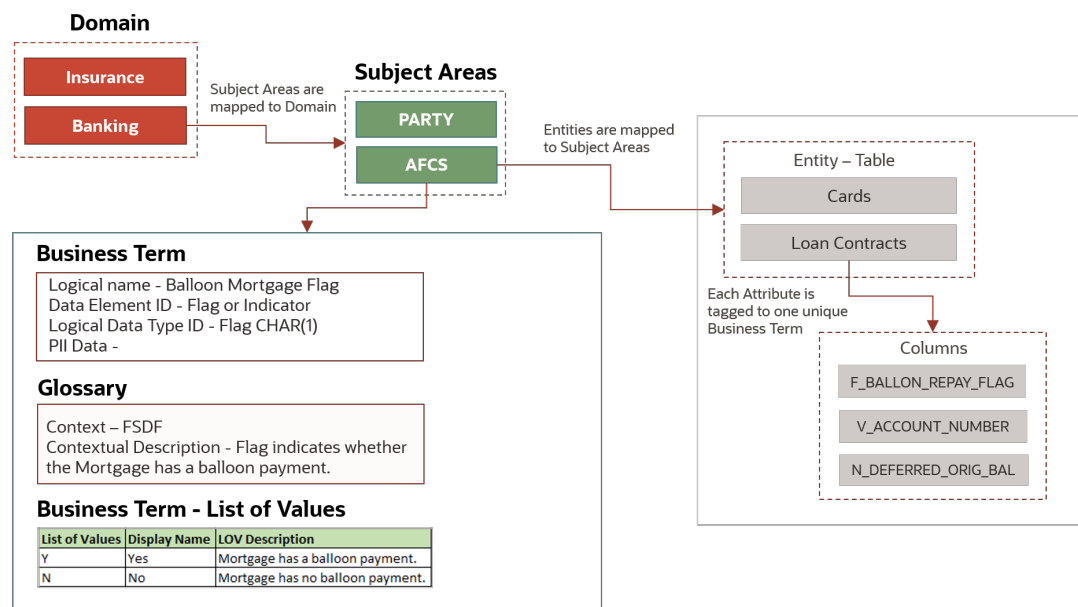 Domain
Insurance
Banking
Subject Areas are
mapped to Domain
Subject Areas
PARTY
AFCS
Entities are mapped
to Subject Areas
Entity – Table
Cards
Loan Contracts
Each Attribute is
tagged to one unique
Business Term
Columns
F_BALLON_REPAY_FLAG
V_ACCOUNT_NUMBER
N_DEFERRED_ORIG_BAL
Business Term
Logical name - Balloon Mortgage Flag
Data Element ID - Flag or Indicator
Logical Data Type ID - Flag CHAR(1)
PII Data -
Glossary
Context – FSDF
Contextual Description - Flag indicates whether
the Mortgage has a balloon payment.
Business Term - List of Values
List of Values Display Name LOV Description
Y Yes Mortgage has a balloon payment.
N No Mortgage has no balloon payment.